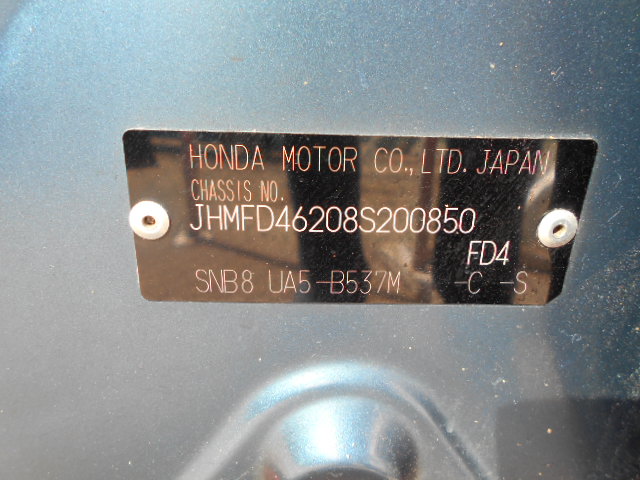 HONDA MOTOR CO.,LTD. JAPAN
CHASSIS NO.
JHMFD46208S200850
FD4
SNB8 UA5-B537M -C -S